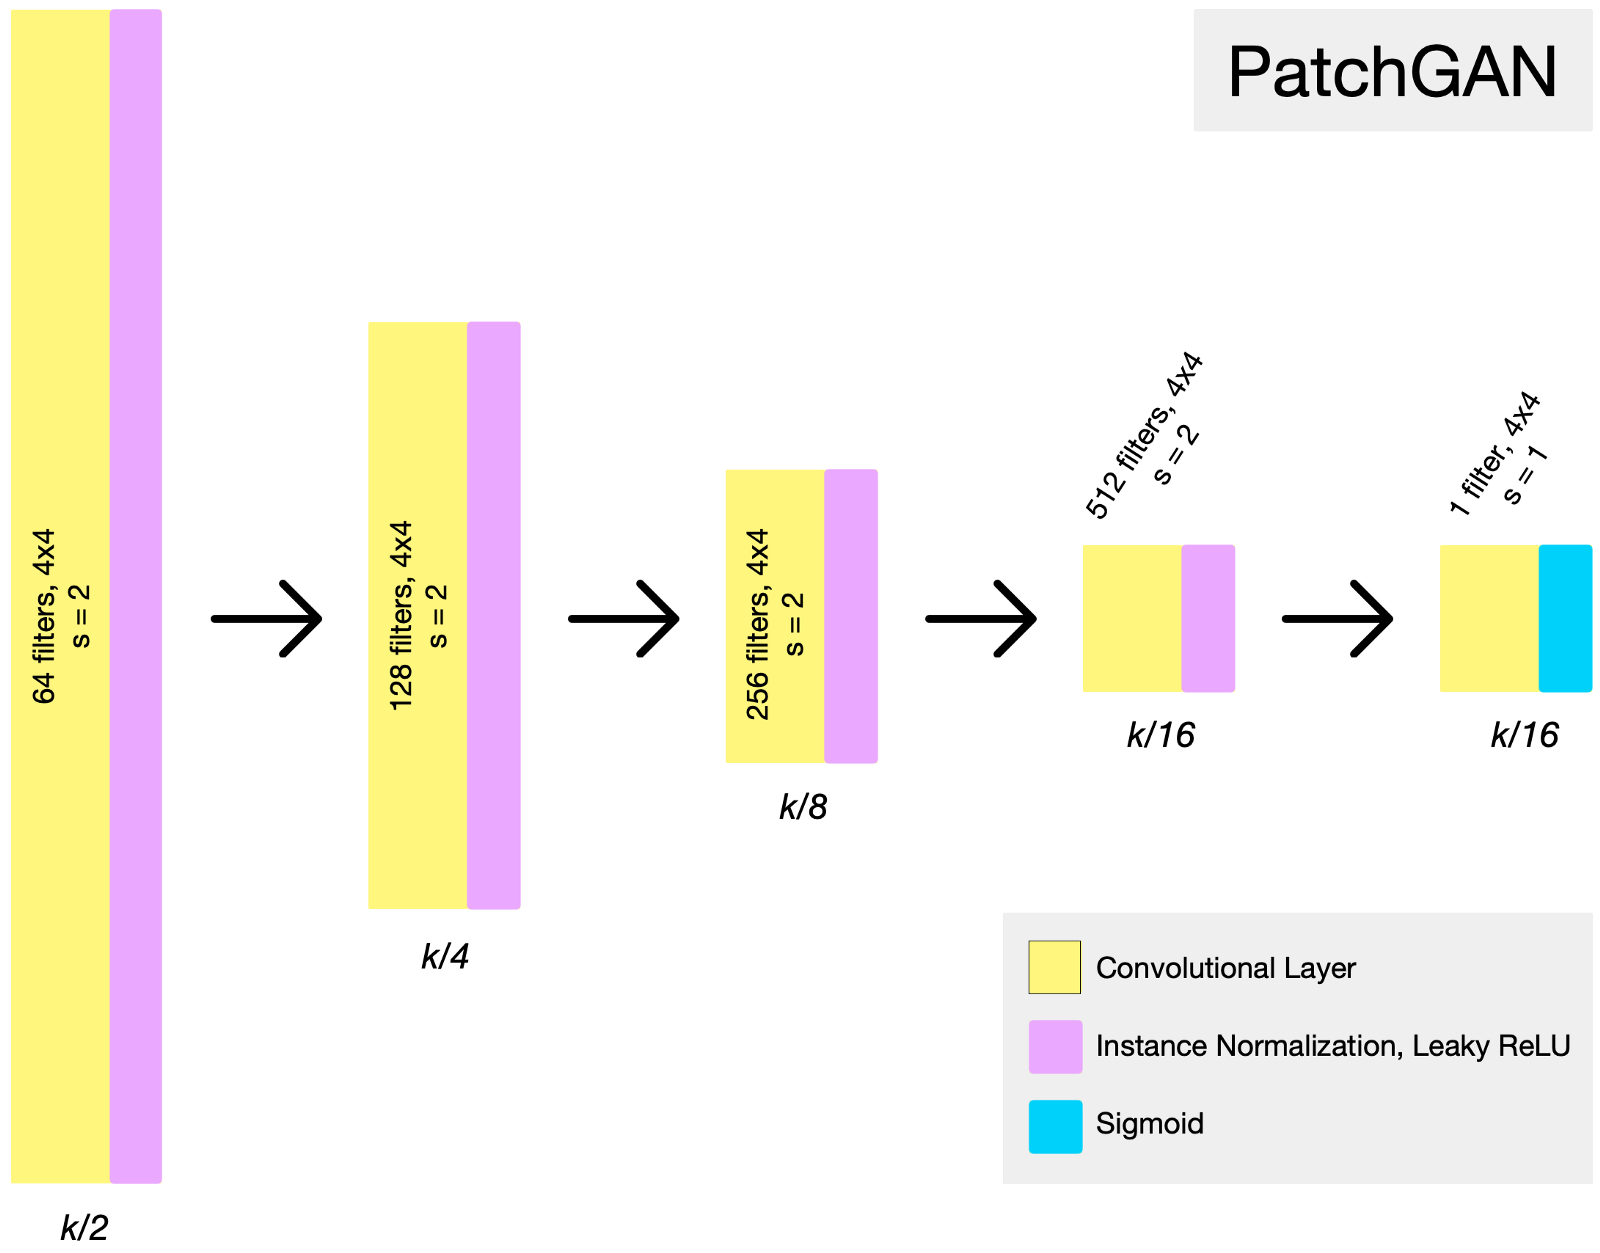 PatchGAN
64 filters, 4x4
s = 2
k/2
128 filters, 4x4
s = 2
k/4
256 filters, 4x4
s = 2
k/8
512 filters, 4x4
s = 2
k/16
1 filter, 4x4
s = 1
k/16
Convolutional Layer
Instance Normalization, Leaky ReLU
Sigmoid